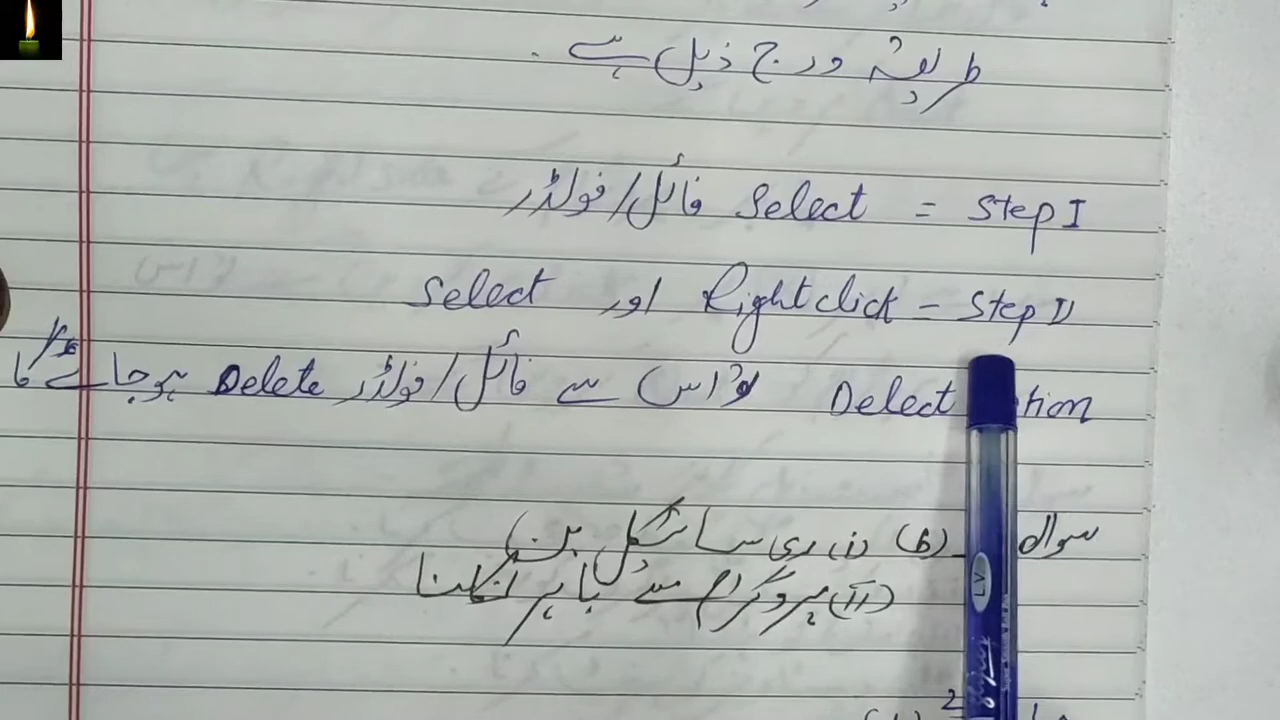 طریقہ درج ذیل ہے۔
Step I = Select فائل/فولڈر
Step II - Right click اور Select
Delect tion تو اس سے فائل/فولڈر Delete ہو جائے گا
سوال (b) (i) ری سائیکل بن
(II) پروگرام سے باہر نکلنا